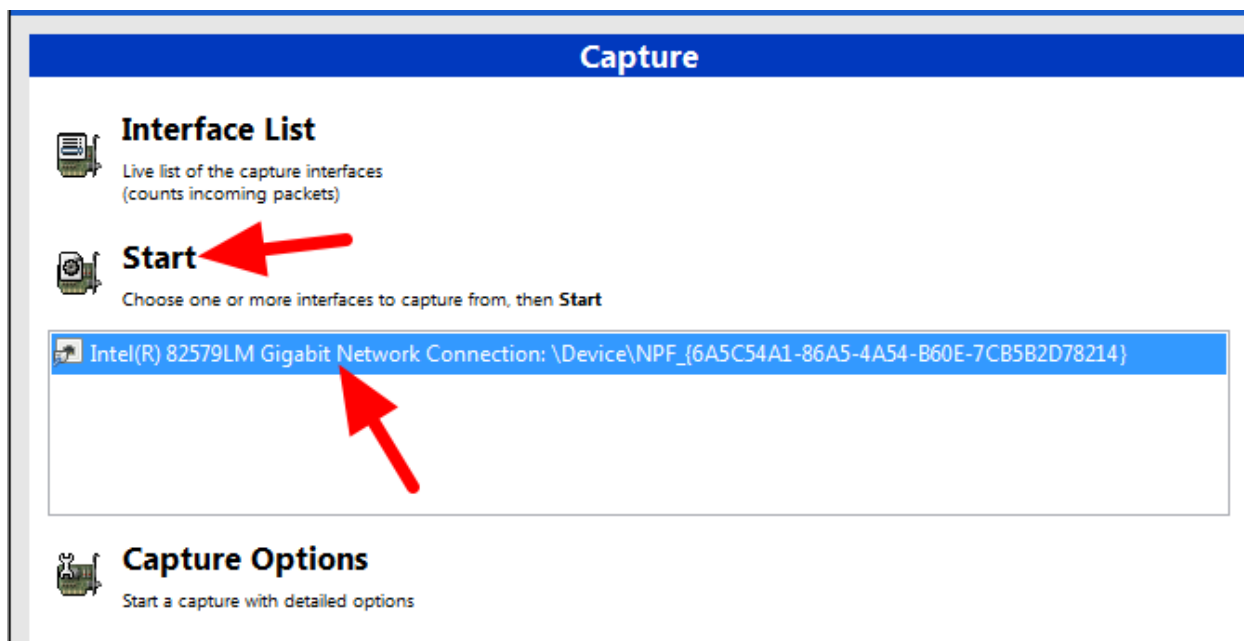 Capture
Interface List
Live list of the capture interfaces
(counts incoming packets)
Start
Choose one or more interfaces to capture from, then Start
Intel(R) 82579LM Gigabit Network Connection: \Device\NPF_{6A5C54A1-86A5-4A54-B60E-7CB5B2D78214}
Capture Options
Start a capture with detailed options